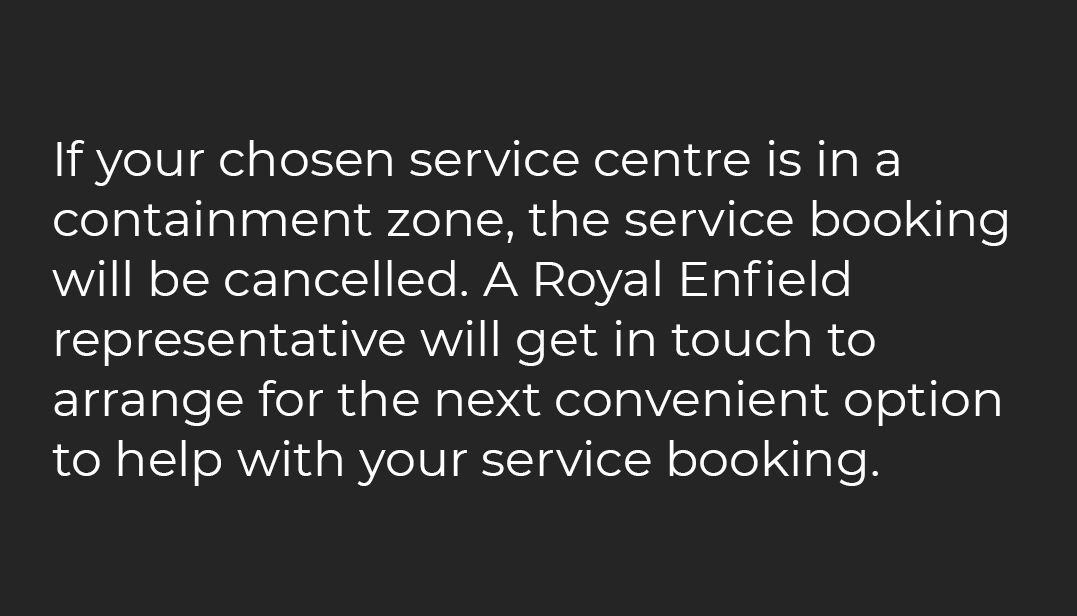 If your chosen service centre is in a
containment zone, the service booking
will be cancelled. A Royal Enfield
representative will get in touch to
arrange for the next convenient option
to help with your service booking.